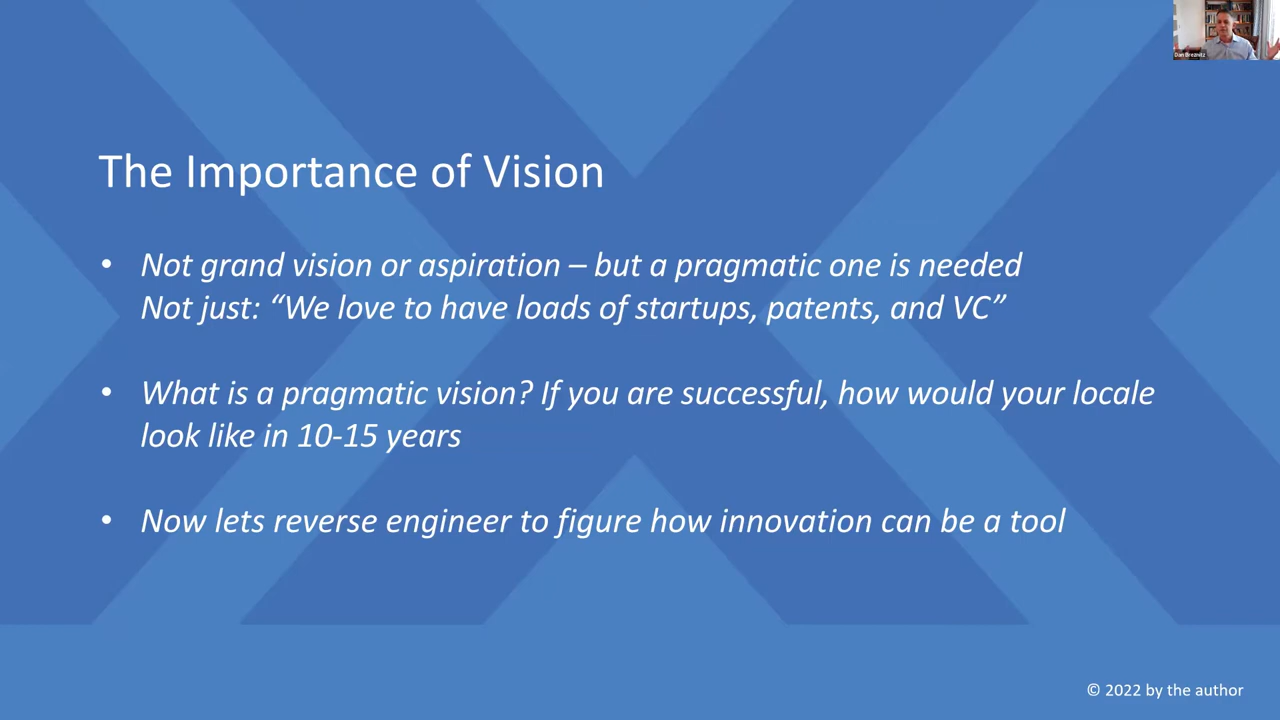 Dan Breznitz
The Importance of Vision
• Not grand vision or aspiration – but a pragmatic one is needed
Not just: “We love to have loads of startups, patents, and VC”
• What is a pragmatic vision? If you are successful, how would your locale
look like in 10-15 years
• Now lets reverse engineer to figure how innovation can be a tool
© 2022 by the author